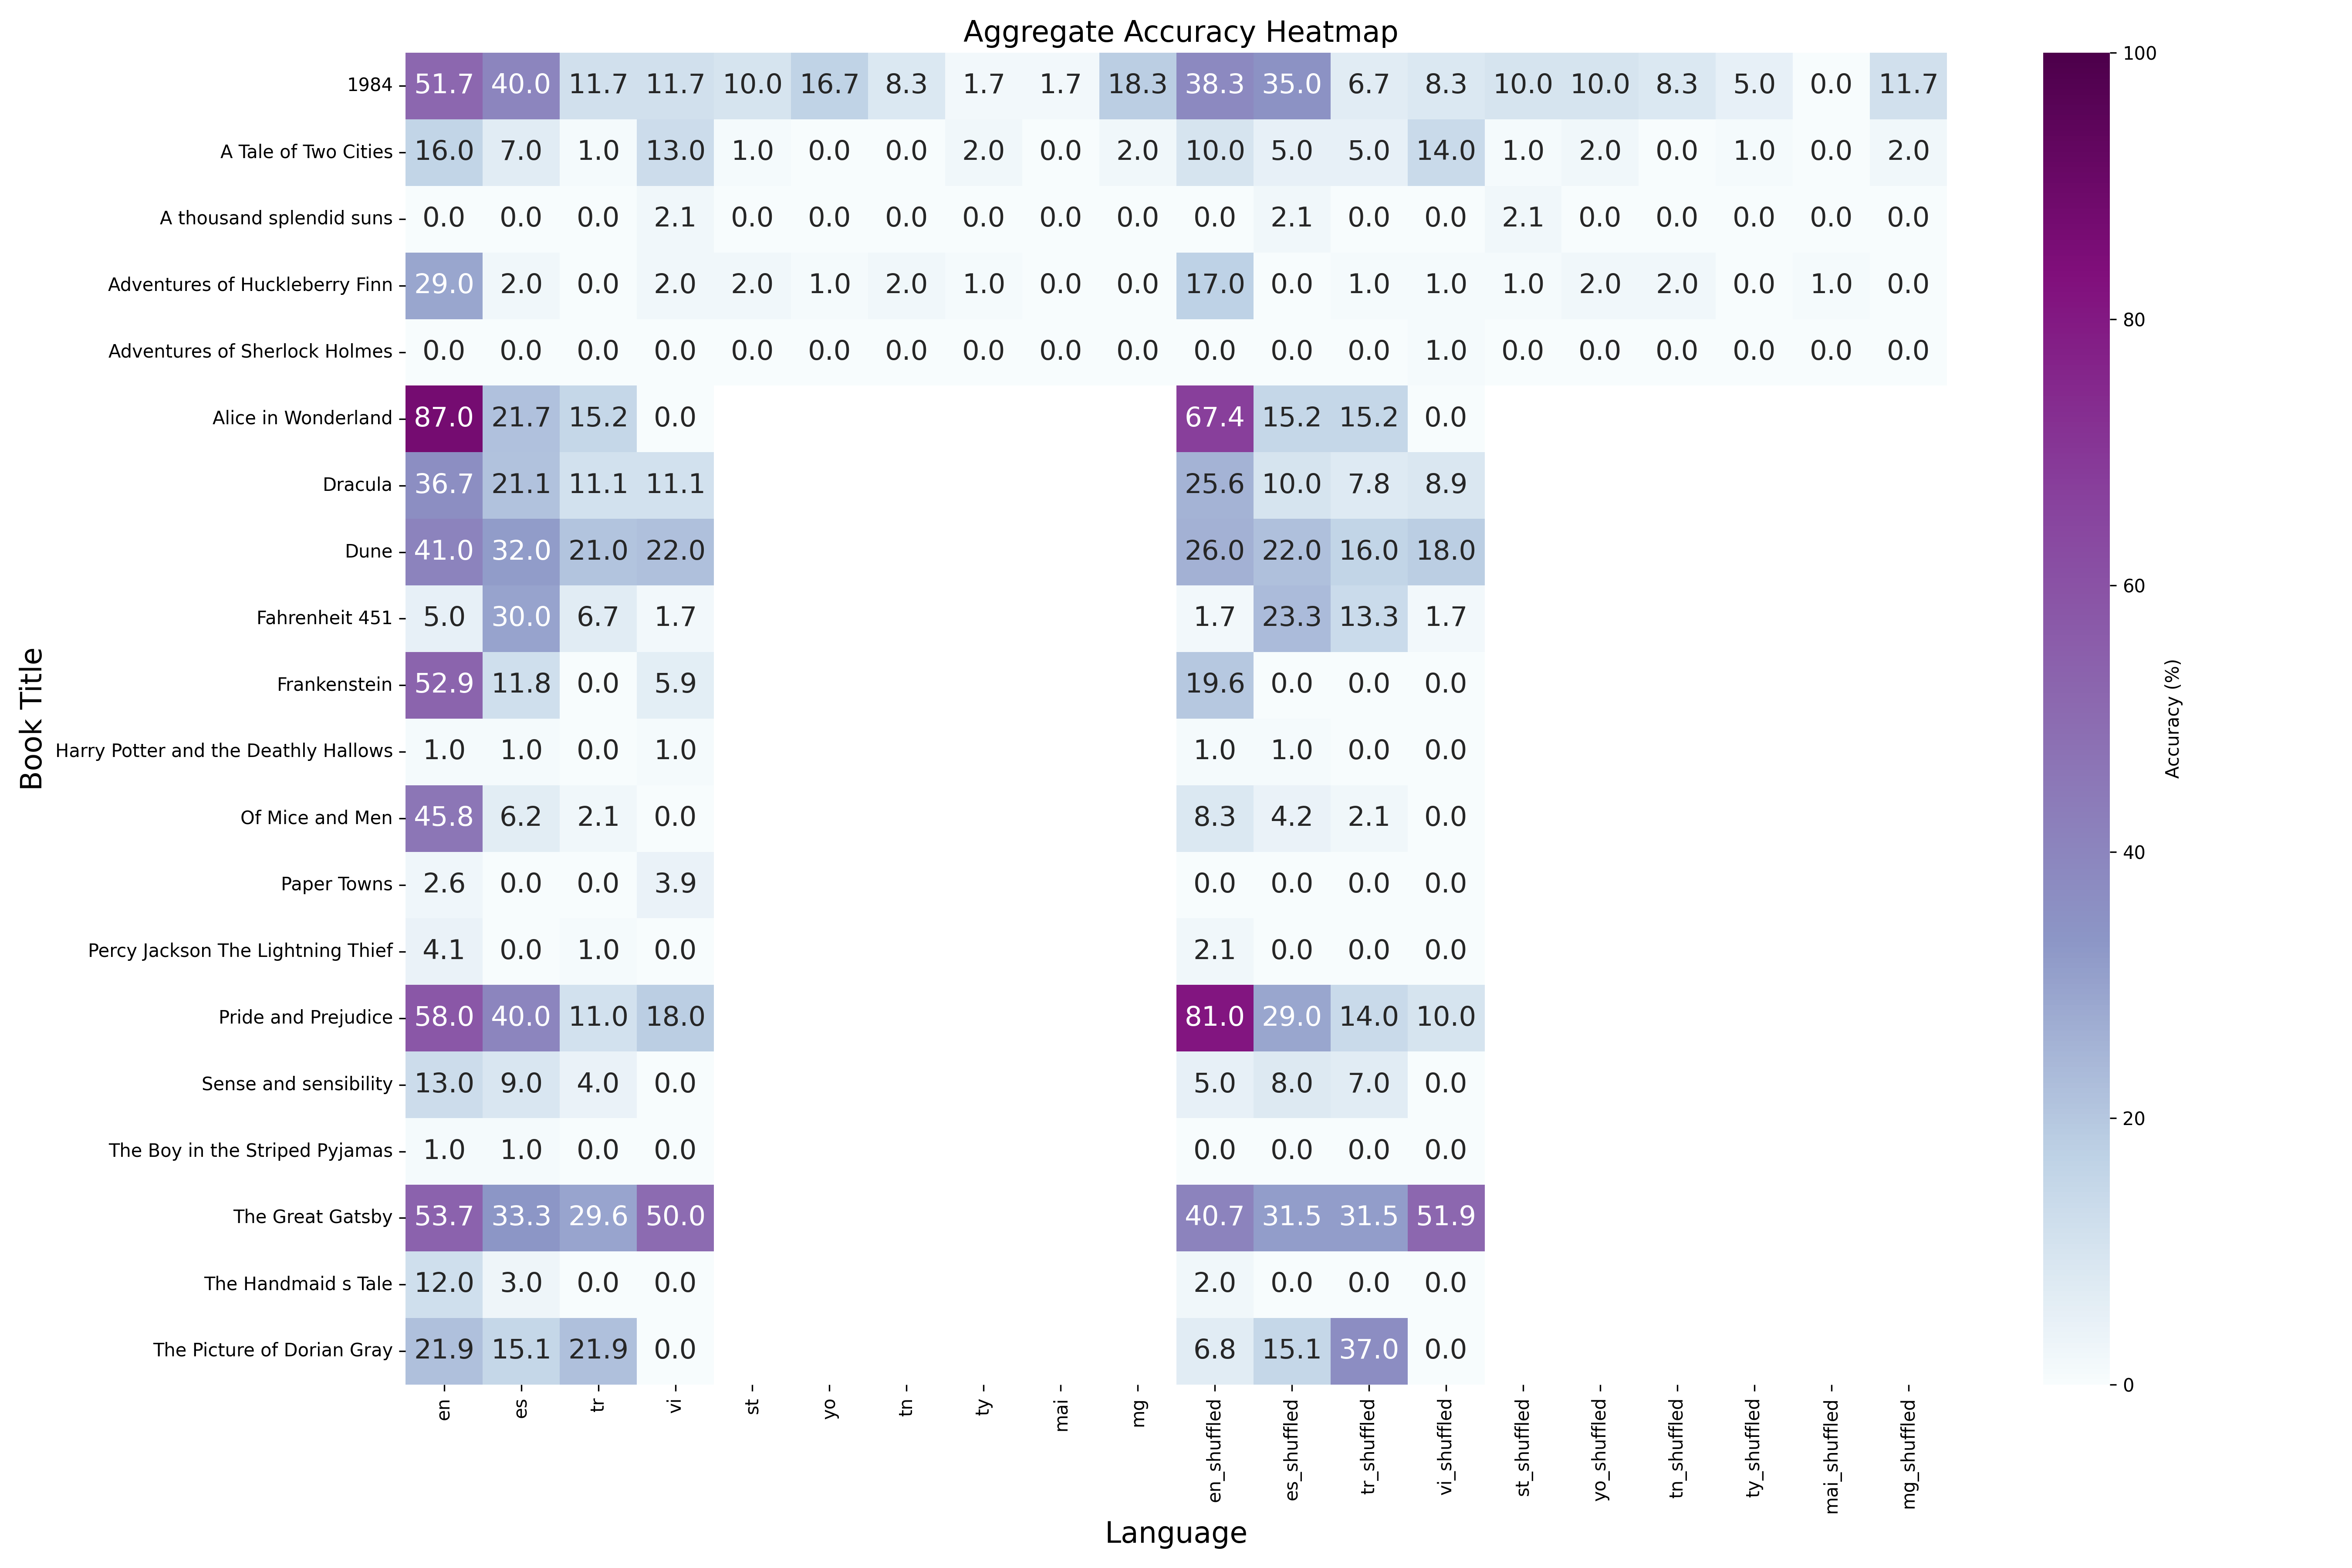 Aggregate Accuracy Heatmap
1984 51.7 40.0 11.7 11.7 10.0 16.7 8.3 1.7 1.7 18.3 38.3 35.0 6.7 8.3 10.0 10.0 8.3 5.0 0.0 11.7
A Tale of Two Cities 16.0 7.0 1.0 13.0 1.0 0.0 0.0 2.0 0.0 2.0 10.0 5.0 5.0 14.0 1.0 2.0 0.0 1.0 0.0 2.0
A thousand splendid suns 0.0 0.0 0.0 2.1 0.0 0.0 0.0 0.0 0.0 0.0 0.0 2.1 0.0 0.0 2.1 0.0 0.0 0.0 0.0 0.0
Adventures of Huckleberry Finn 29.0 2.0 0.0 2.0 2.0 1.0 2.0 1.0 0.0 0.0 17.0 0.0 1.0 1.0 1.0 2.0 2.0 0.0 1.0 0.0
Adventures of Sherlock Holmes 0.0 0.0 0.0 0.0 0.0 0.0 0.0 0.0 0.0 0.0 0.0 0.0 0.0 1.0 0.0 0.0 0.0 0.0 0.0 0.0
Alice in Wonderland 87.0 21.7 15.2 0.0 67.4 15.2 15.2 0.0
Dracula 36.7 21.1 11.1 11.1 25.6 10.0 7.8 8.9
Dune 41.0 32.0 21.0 22.0 26.0 22.0 16.0 18.0
Fahrenheit 451 5.0 30.0 6.7 1.7 1.7 23.3 13.3 1.7
Frankenstein 52.9 11.8 0.0 5.9 19.6 0.0 0.0 0.0
Harry Potter and the Deathly Hallows 1.0 1.0 0.0 1.0 1.0 1.0 0.0 0.0
Of Mice and Men 45.8 6.2 2.1 0.0 8.3 4.2 2.1 0.0
Paper Towns 2.6 0.0 0.0 3.9 0.0 0.0 0.0 0.0
Percy Jackson The Lightning Thief 4.1 0.0 1.0 0.0 2.1 0.0 0.0 0.0
Pride and Prejudice 58.0 40.0 11.0 18.0 81.0 29.0 14.0 10.0
Sense and sensibility 13.0 9.0 4.0 0.0 5.0 8.0 7.0 0.0
The Boy in the Striped Pyjamas 1.0 1.0 0.0 0.0 0.0 0.0 0.0 0.0
The Great Gatsby 53.7 33.3 29.6 50.0 40.7 31.5 31.5 51.9
The Handmaid s Tale 12.0 3.0 0.0 0.0 2.0 0.0 0.0 0.0
The Picture of Dorian Gray 21.9 15.1 21.9 0.0 6.8 15.1 37.0 0.0
en es tr vi st yo tn ty mai mg en_shuffled es_shuffled tr_shuffled vi_shuffled st_shuffled yo_shuffled tn_shuffled ty_shuffled mai_shuffled mg_shuffled
Language
Book Title
100
80
60
40
20
0
Accuracy (%)